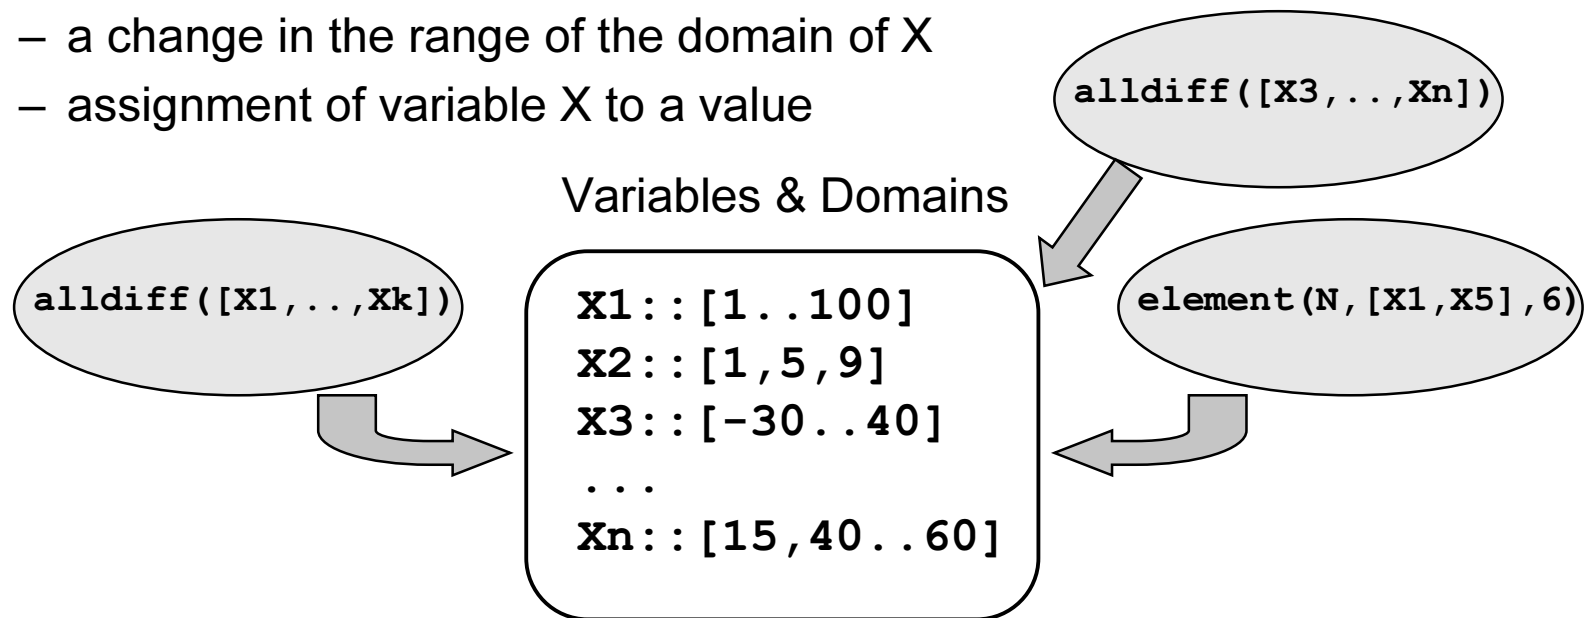 – a change in the range of the domain of X
– assignment of variable X to a value
alldiff([X3,..,Xn])
Variables & Domains
alldiff([X1,..,Xk])
element(N,[X1,X5],6)
X1::[1..100]
X2::[1,5,9]
X3::[-30..40]
...
Xn::[15,40..60]